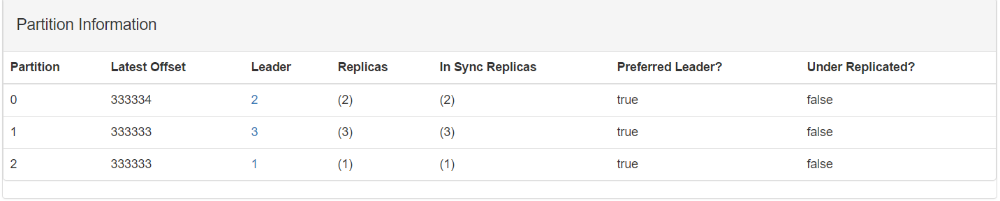 Partition Information
Partition Latest Offset Leader Replicas In Sync Replicas Preferred Leader? Under Replicated?
0 333334 2 (2) (2) true false
1 333333 3 (3) (3) true false
2 333333 1 (1) (1) true false